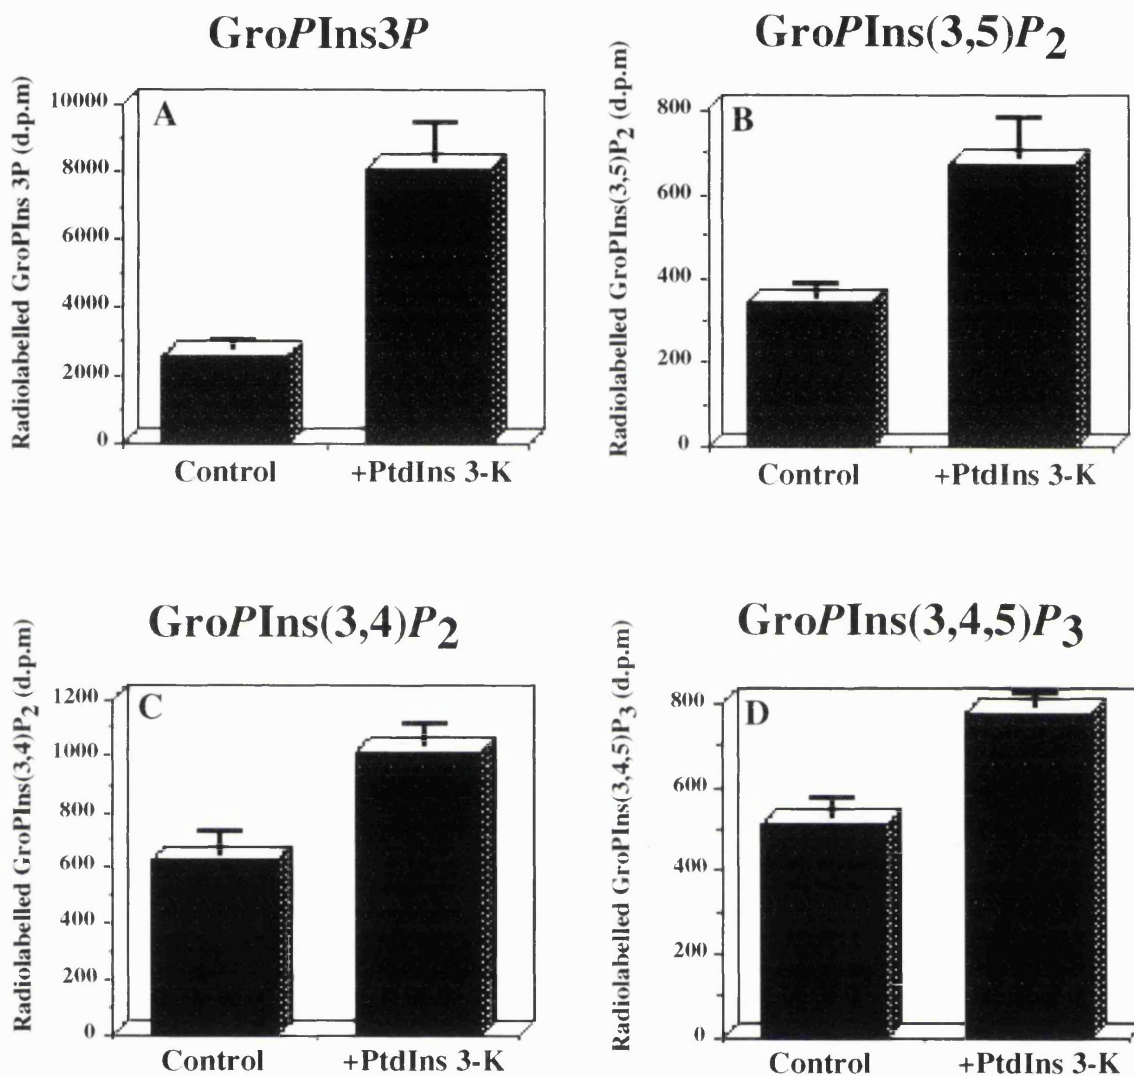 GroPIns3P
Radiolabelled GroPIns 3P (d.p.m)
A
10000
8000
6000
4000
2000
0
Control
+PtdIns 3-K
GroPIns(3,5)P2
Radiolabelled GroPIns(3,5)P2 (d.p.m)
B
800
600
400
200
0
Control
+PtdIns 3-K
GroPIns(3,4)P2
Radiolabelled GroPIns(3,4)P2 (d.p.m)
C
1200
1000
800
600
400
200
0
Control
+PtdIns 3-K
GroPIns(3,4,5)P3
Radiolabelled GroPIns(3,4,5)P3 (d.p.m)
D
800
600
400
200
0
Control
+PtdIns 3-K